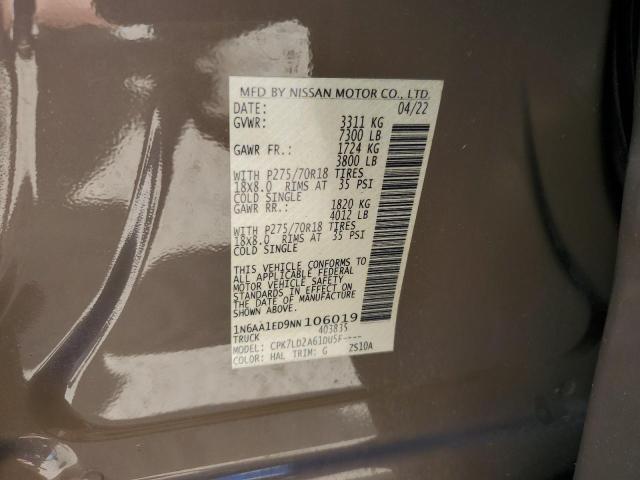 MFD BY NISSAN MOTOR CO., LTD.
DATE: 04/22
GVWR: 3311 KG
7300 LB
GAWR FR.: 1724 KG
3800 LB
WITH P275/70R18 TIRES
18X8.0 RIMS AT 35 PSI
COLD SINGLE
GAWR RR.: 1820 KG
4012 LB
WITH P275/70R18 TIRES
18X8.0 RIMS AT 35 PSI
COLD SINGLE
THIS VEHICLE CONFORMS TO
ALL APPLICABLE FEDERAL
MOTOR VEHICLE SAFETY
STANDARDS IN EFFECT ON
THE DATE OF MANUFACTURE
SHOWN ABOVE.
1N6AA1ED9NN106019
TRUCK 403835
MODEL: CPK7LD2A61DU5F----
COLOR: HAL TRIM: G ZS10A